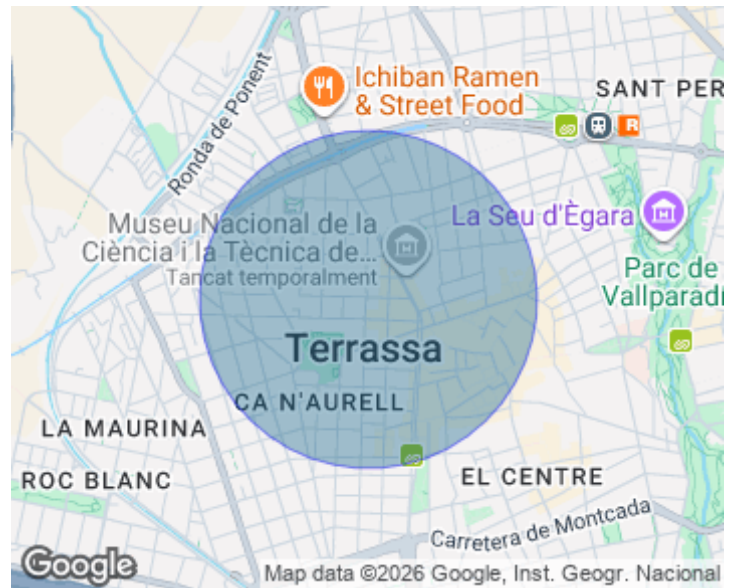 Ichiban Ramen
& Street Food
SANT PER
Ronda de Ponent
R
Museu Nacional de la
Ciència i la Tècnica de...
Tancat temporalment
La Seu d'Ègara
Parc de
Vallparadí
Terrassa
CA N'AURELL
LA MAURINA
ROC BLANC
EL CENTRE
Carretera de Montcada
Google
Map data ©2026 Google, Inst. Geogr. Nacional